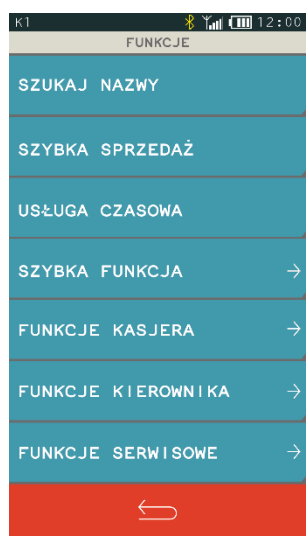 K1 12:00
FUNKCJE
SZUKAJ NAZWY
SZYBKA SPRZEDAŻ
USŁUGA CZASOWA
SZYBKA FUNKCJA
FUNKCJE KASJERA
FUNKCJE KIEROWNIKA
FUNKCJE SERWISOWE